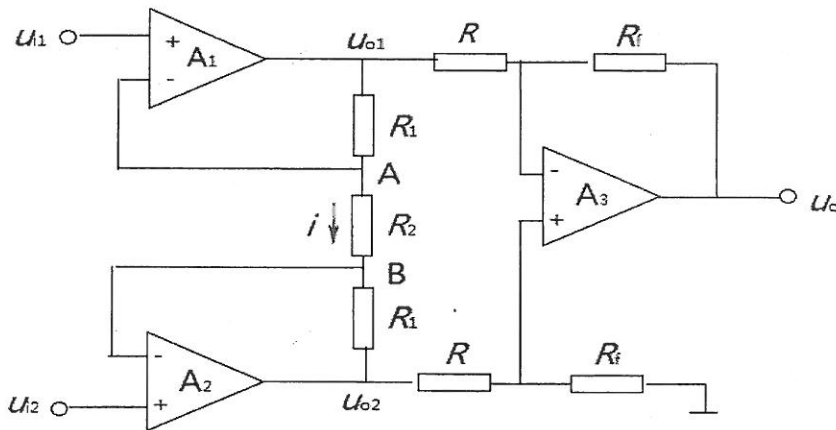 ui1 + - A1 uo1 R Rf
R1
A
i R2
- + A3 uo
B
R1
- + A2 R Rf
ui2 uo2